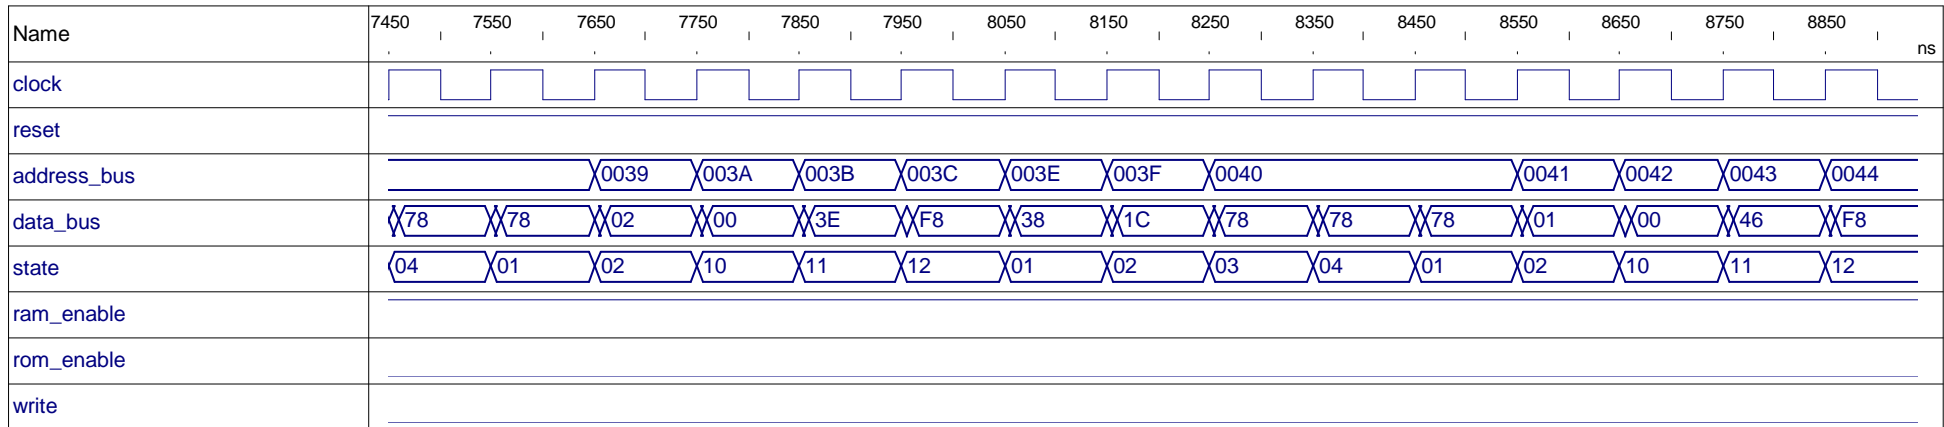 Name 7450 7550 7650 7750 7850 7950 8050 8150 8250 8350 8450 8550 8650 8750 8850
ns
clock
reset
address_bus 0039 003A 003B 003C 003E 003F 0040 0041 0042 0043 0044
data_bus 78 78 02 00 3E F8 38 1C 78 78 78 01 00 46 F8
state 04 01 02 10 11 12 01 02 03 04 01 02 10 11 12
ram_enable
rom_enable
write